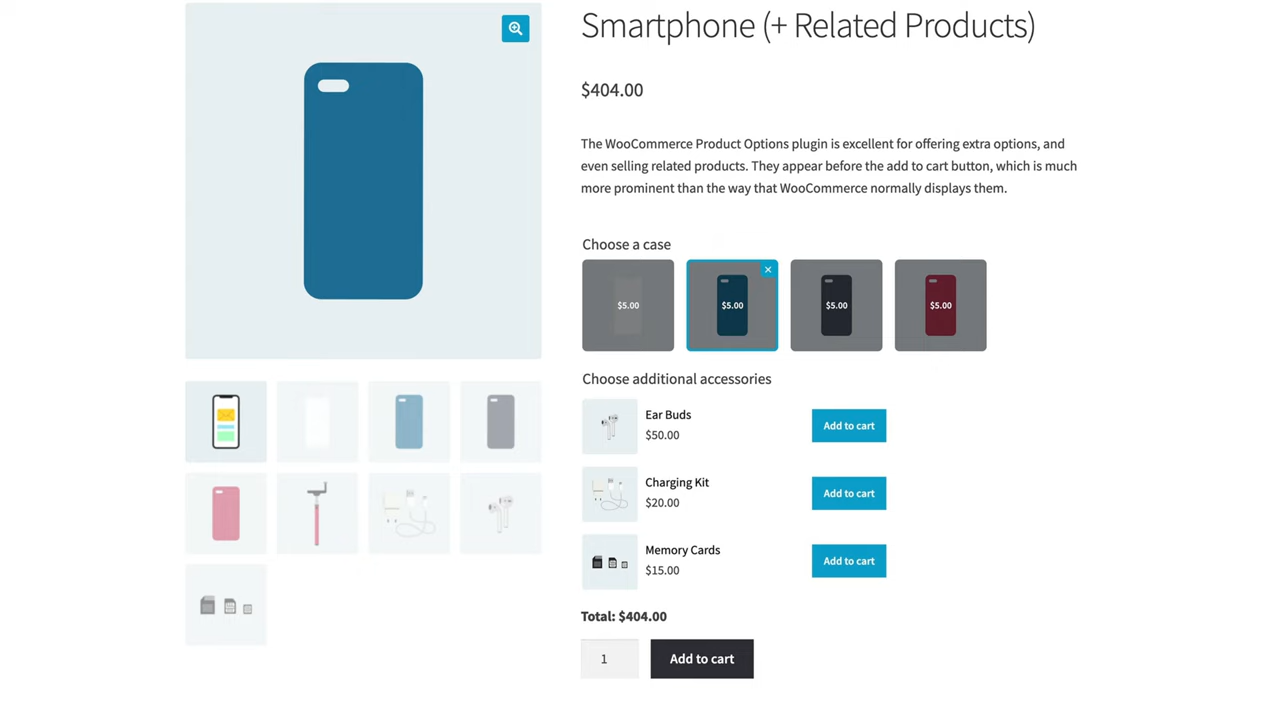 Smartphone (+ Related Products)
$404.00
The WooCommerce Product Options plugin is excellent for offering extra options, and
even selling related products. They appear before the add to cart button, which is much
more prominent than the way that WooCommerce normally displays them.
Choose a case
$5.00 $5.00 $5.00 $5.00
Choose additional accessories
Ear Buds
$50.00
Add to cart
Charging Kit
$20.00
Add to cart
Memory Cards
$15.00
Add to cart
Total: $404.00
1 Add to cart